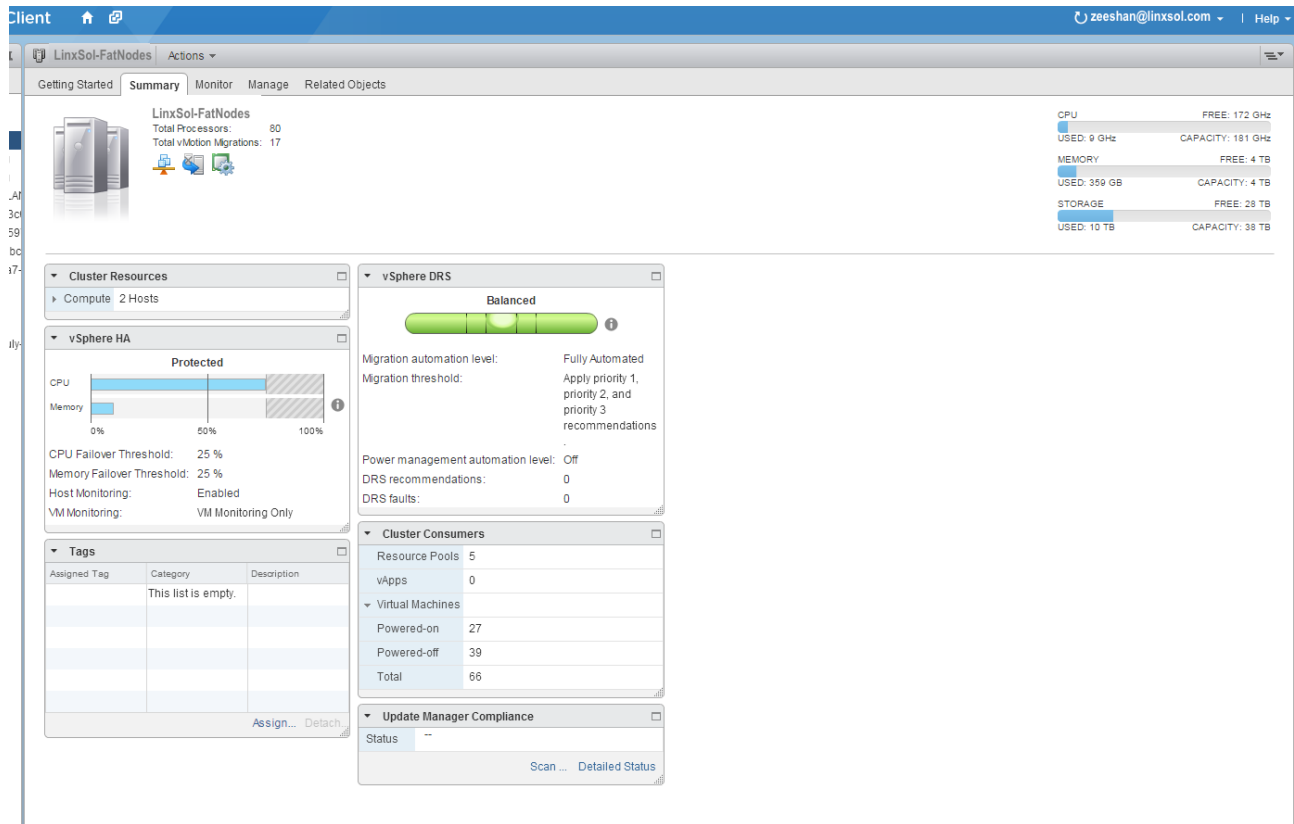 Client
zeeshan@linxsol.com | Help
LinxSol-FatNodes Actions
Getting Started Summary Monitor Manage Related Objects
LinxSol-FatNodes
Total Processors: 80
Total vMotion Migrations: 17
CPU FREE: 172 GHz
USED: 9 GHz CAPACITY: 181 GHz
MEMORY FREE: 4 TB
USED: 359 GB CAPACITY: 4 TB
STORAGE FREE: 28 TB
USED: 10 TB CAPACITY: 38 TB
Cluster Resources
Compute 2 Hosts
vSphere HA
Protected
CPU
Memory
0% 50% 100%
CPU Failover Threshold: 25 %
Memory Failover Threshold: 25 %
Host Monitoring: Enabled
VM Monitoring: VM Monitoring Only
Tags
Assigned Tag Category Description
This list is empty.
Assign... Detach...
vSphere DRS
Balanced
Migration automation level: Fully Automated
Migration threshold: Apply priority 1,
priority 2, and
priority 3
recommendations
.
Power management automation level: Off
DRS recommendations: 0
DRS faults: 0
Cluster Consumers
Resource Pools 5
vApps 0
Virtual Machines
Powered-on 27
Powered-off 39
Total 66
Update Manager Compliance
Status --
Scan ... Detailed Status